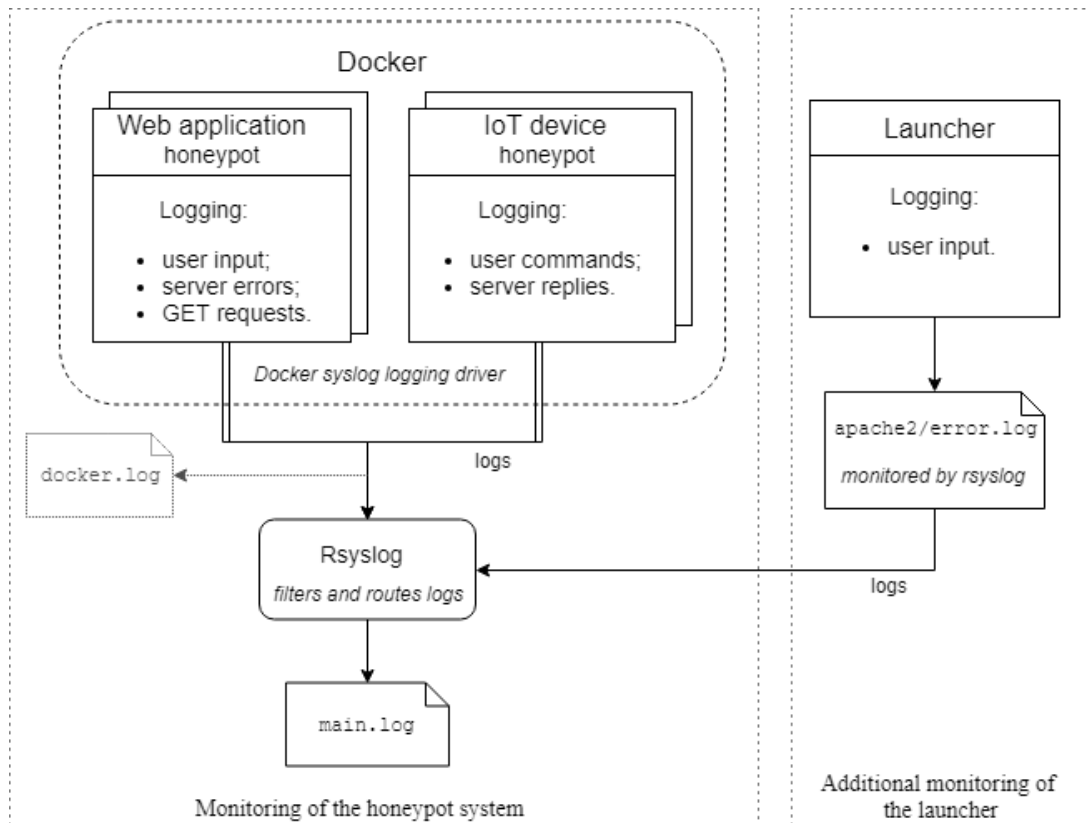 Docker
Web application
honeypot
Logging:
• user input;
• server errors;
• GET requests.
IoT device
honeypot
Logging:
• user commands;
• server replies.
Docker syslog logging driver
logs
docker.log
Rsyslog
filters and routes logs
main.log
Monitoring of the honeypot system
Launcher
Logging:
• user input.
apache2/error.log
monitored by rsyslog
logs
Additional monitoring of
the launcher